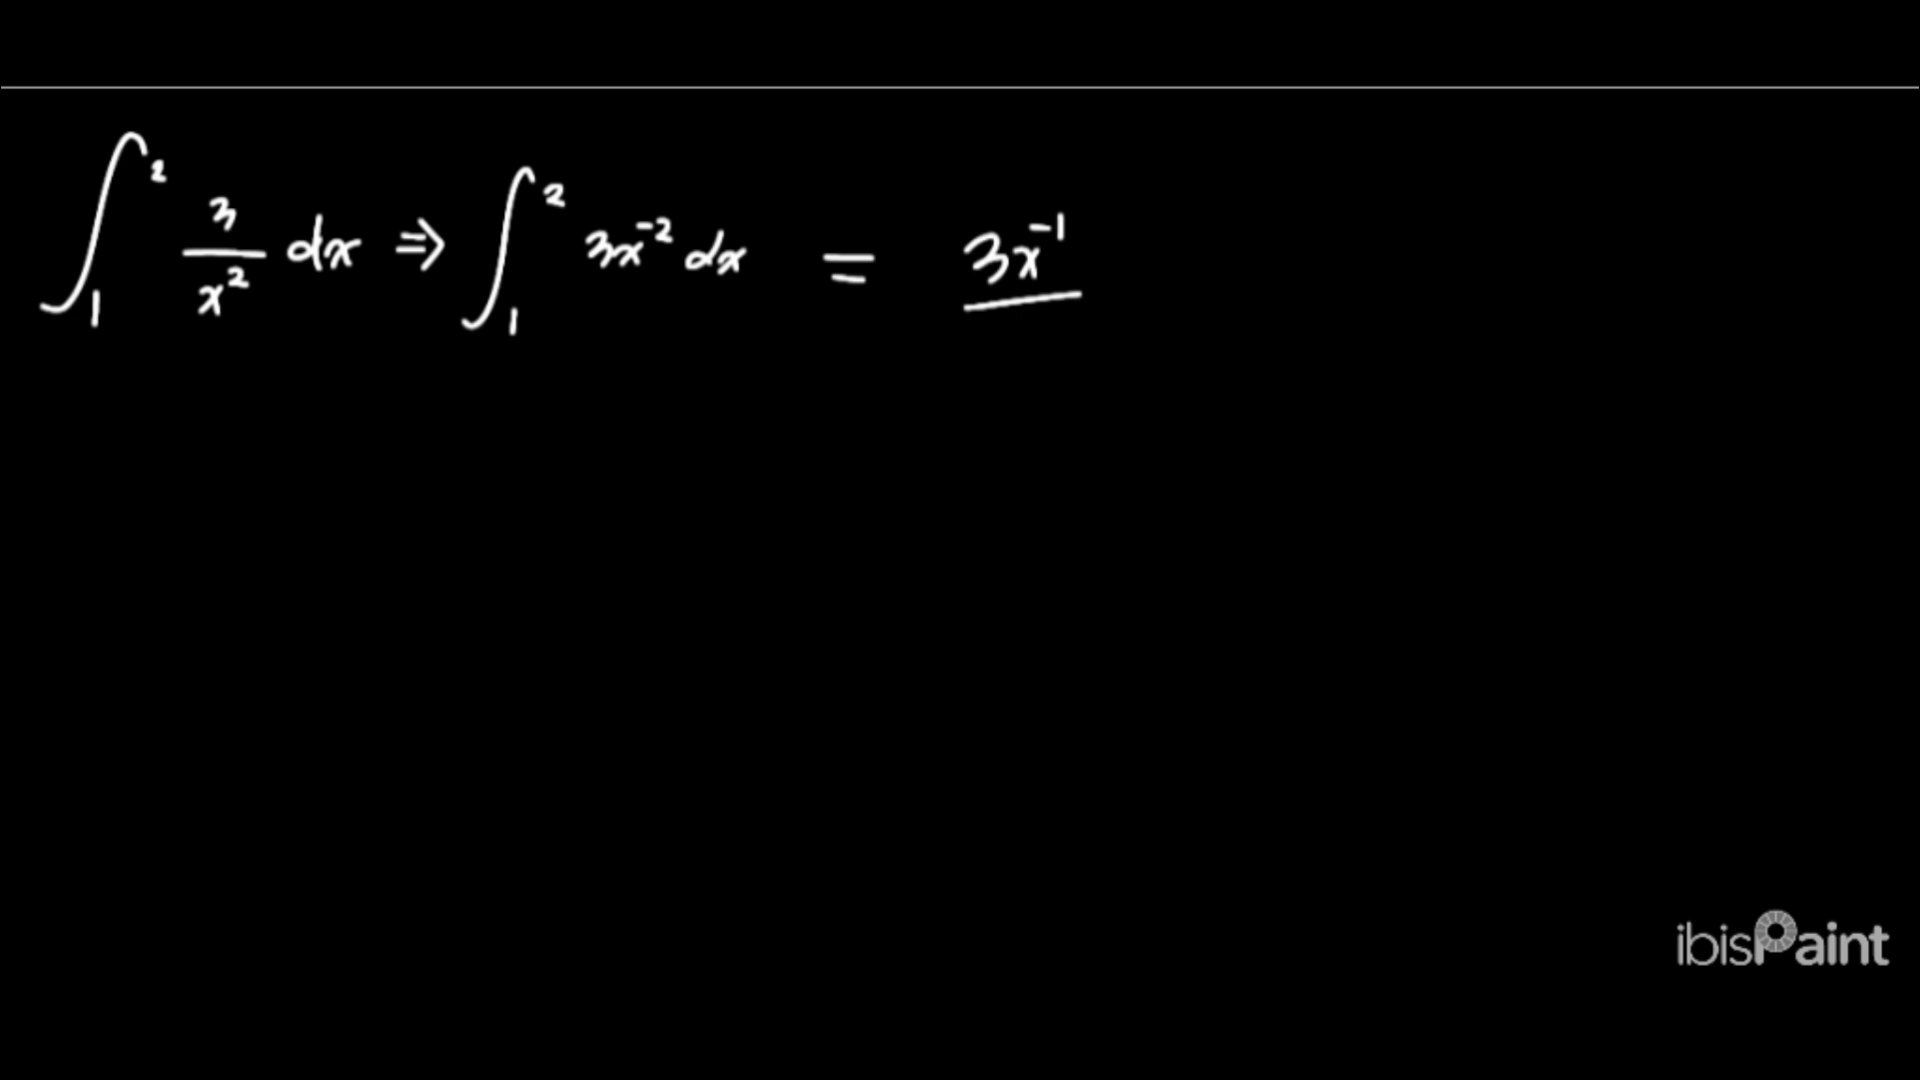 ∫₁² 3/x² dx ⇒ ∫₁² 3x⁻² dx = 3x⁻¹
ibisPaint